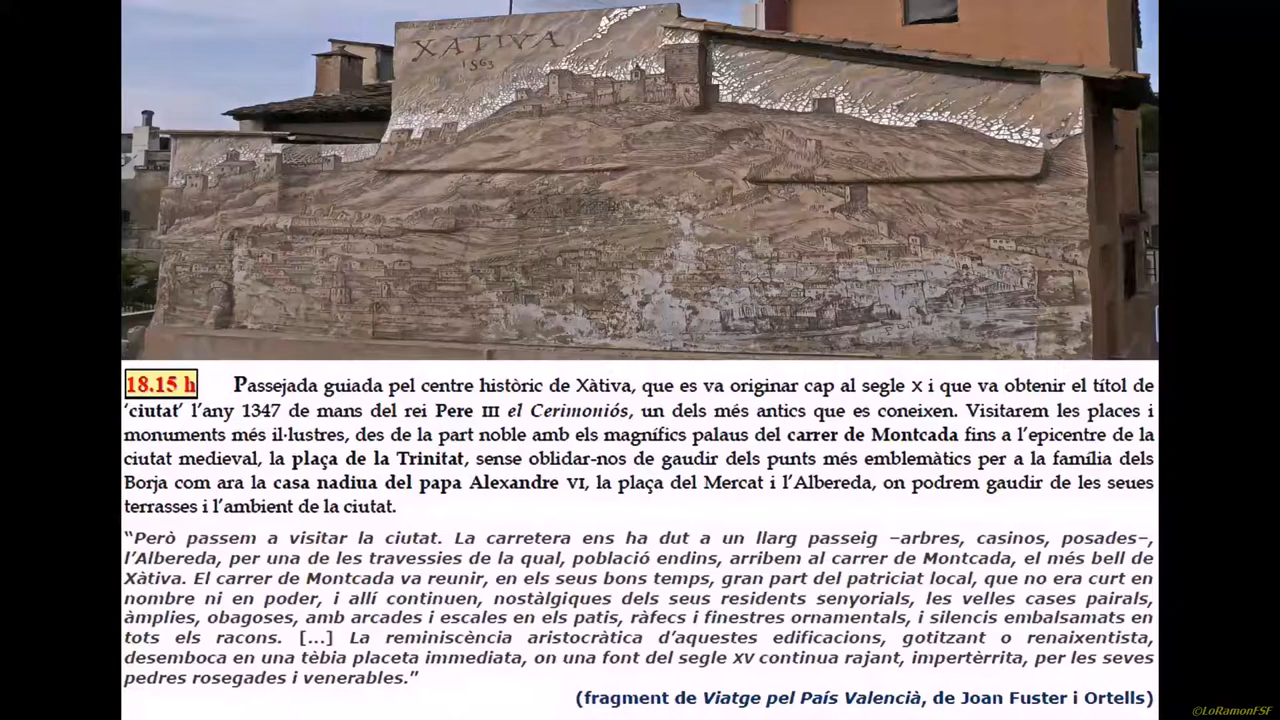 XATIVA
1563
18.15 h Passejada guiada pel centre històric de Xàtiva, que es va originar cap al segle X i que va obtenir el títol de
‘ciutat’ l’any 1347 de mans del rei Pere III el Cerimoniós, un dels més antics que es coneixen. Visitarem les places i
monuments més il·lustres, des de la part noble amb els magnífics palaus del carrer de Montcada fins a l’epicentre de la
ciutat medieval, la plaça de la Trinitat, sense oblidar-nos de gaudir dels punts més emblemàtics per a la família dels
Borja com ara la casa nadiua del papa Alexandre VI, la plaça del Mercat i l’Albereda, on podrem gaudir de les seues
terrasses i l’ambient de la ciutat.
“Però passem a visitar la ciutat. La carretera ens ha dut a un llarg passeig –arbres, casinos, posades–,
l’Albereda, per una de les travessies de la qual, població endins, arribem al carrer de Montcada, el més bell de
Xàtiva. El carrer de Montcada va reunir, en els seus bons temps, gran part del patriciat local, que no era curt en
nombre ni en poder, i allí continuen, nostàlgiques dels seus residents senyorials, les velles cases pairals,
àmplies, obagoses, amb arcades i escales en els patis, ràfecs i finestres ornamentals, i silencis embalsamats en
tots els racons. [...] La reminiscència aristocràtica d’aquestes edificacions, gotitzant o renaixentista,
desemboca en una tèbia placeta immediata, on una font del segle XV continua rajant, impertèrrita, per les seves
pedres rosegades i venerables.”
(fragment de Viatge pel País Valencià, de Joan Fuster i Ortells)
©LoRamonFSF